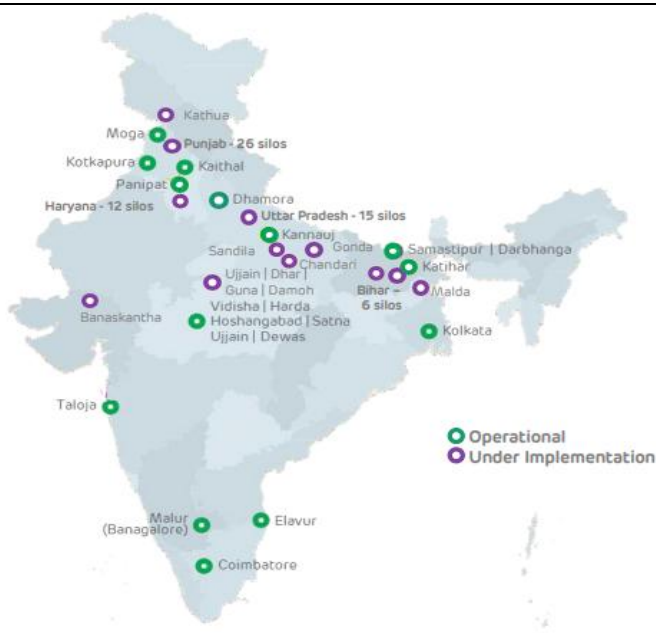 Kathua
Moga
Punjab - 26 silos
Kotkapura
Kaithal
Panipat
Haryana - 12 silos
Dhamora
Uttar Pradesh - 15 silos
Kannauj
Sandila
Gonda
Chandari
Samastipur | Darbhanga
Katihar
Bihar -
6 silos
Malda
Ujjain | Dhar |
Guna | Damoh
Vidisha | Harda
Hoshangabad | Satna
Ujjain | Dewas
Banaskantha
Kolkata
Taloja
Operational
Under Implementation
Malur
(Banagalore)
Elavur
Coimbatore